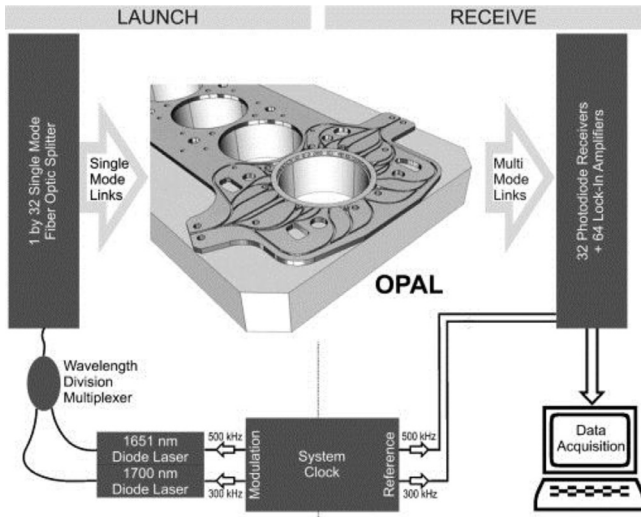 LAUNCH
RECEIVE
1 by 32 Single Mode
Fiber Optic Splitter
Single
Mode
Links
Multi
Mode
Links
32 Photodiode Receivers
+ 64 Lock-In Amplifiers
OPAL
Wavelength
Division
Multiplexer
1651 nm
Diode Laser
1700 nm
Diode Laser
500 kHz
300 kHz
Modulation
System
Clock
Reference
500 kHz
300 kHz
Data
Acquisition